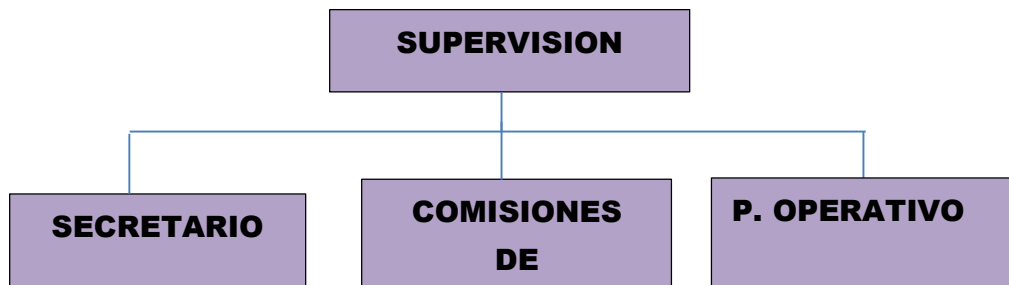 SUPERVISION
SECRETARIO
COMISIONES
DE
P. OPERATIVO